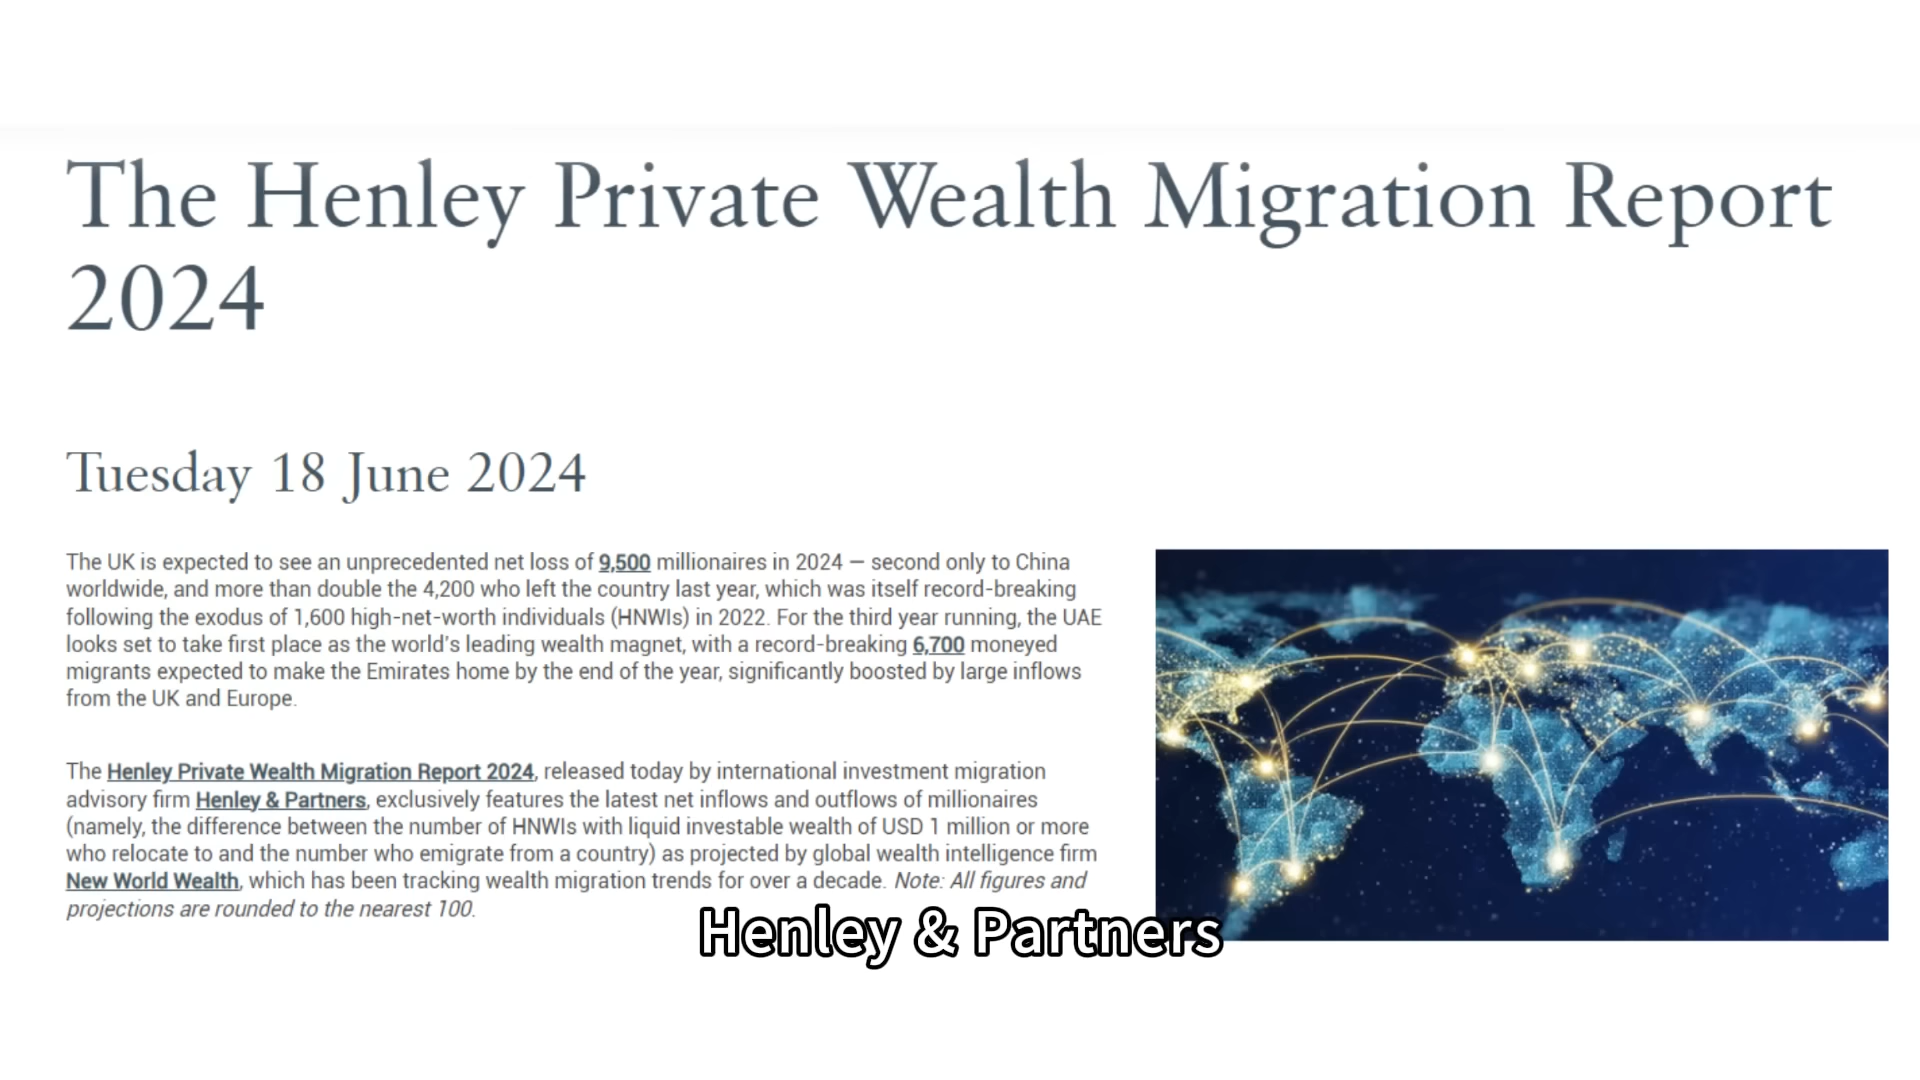 The Henley Private Wealth Migration Report
2024
Tuesday 18 June 2024
The UK is expected to see an unprecedented net loss of 9,500 millionaires in 2024 — second only to China
worldwide, and more than double the 4,200 who left the country last year, which was itself record-breaking
following the exodus of 1,600 high-net-worth individuals (HNWIs) in 2022. For the third year running, the UAE
looks set to take first place as the world's leading wealth magnet, with a record-breaking 6,700 moneyed
migrants expected to make the Emirates home by the end of the year, significantly boosted by large inflows
from the UK and Europe.
The Henley Private Wealth Migration Report 2024, released today by international investment migration
advisory firm Henley & Partners, exclusively features the latest net inflows and outflows of millionaires
(namely, the difference between the number of HNWIs with liquid investable wealth of USD 1 million or more
who relocate to and the number who emigrate from a country) as projected by global wealth intelligence firm
New World Wealth, which has been tracking wealth migration trends for over a decade. Note: All figures and
projections are rounded to the nearest 100.
Henley & Partners